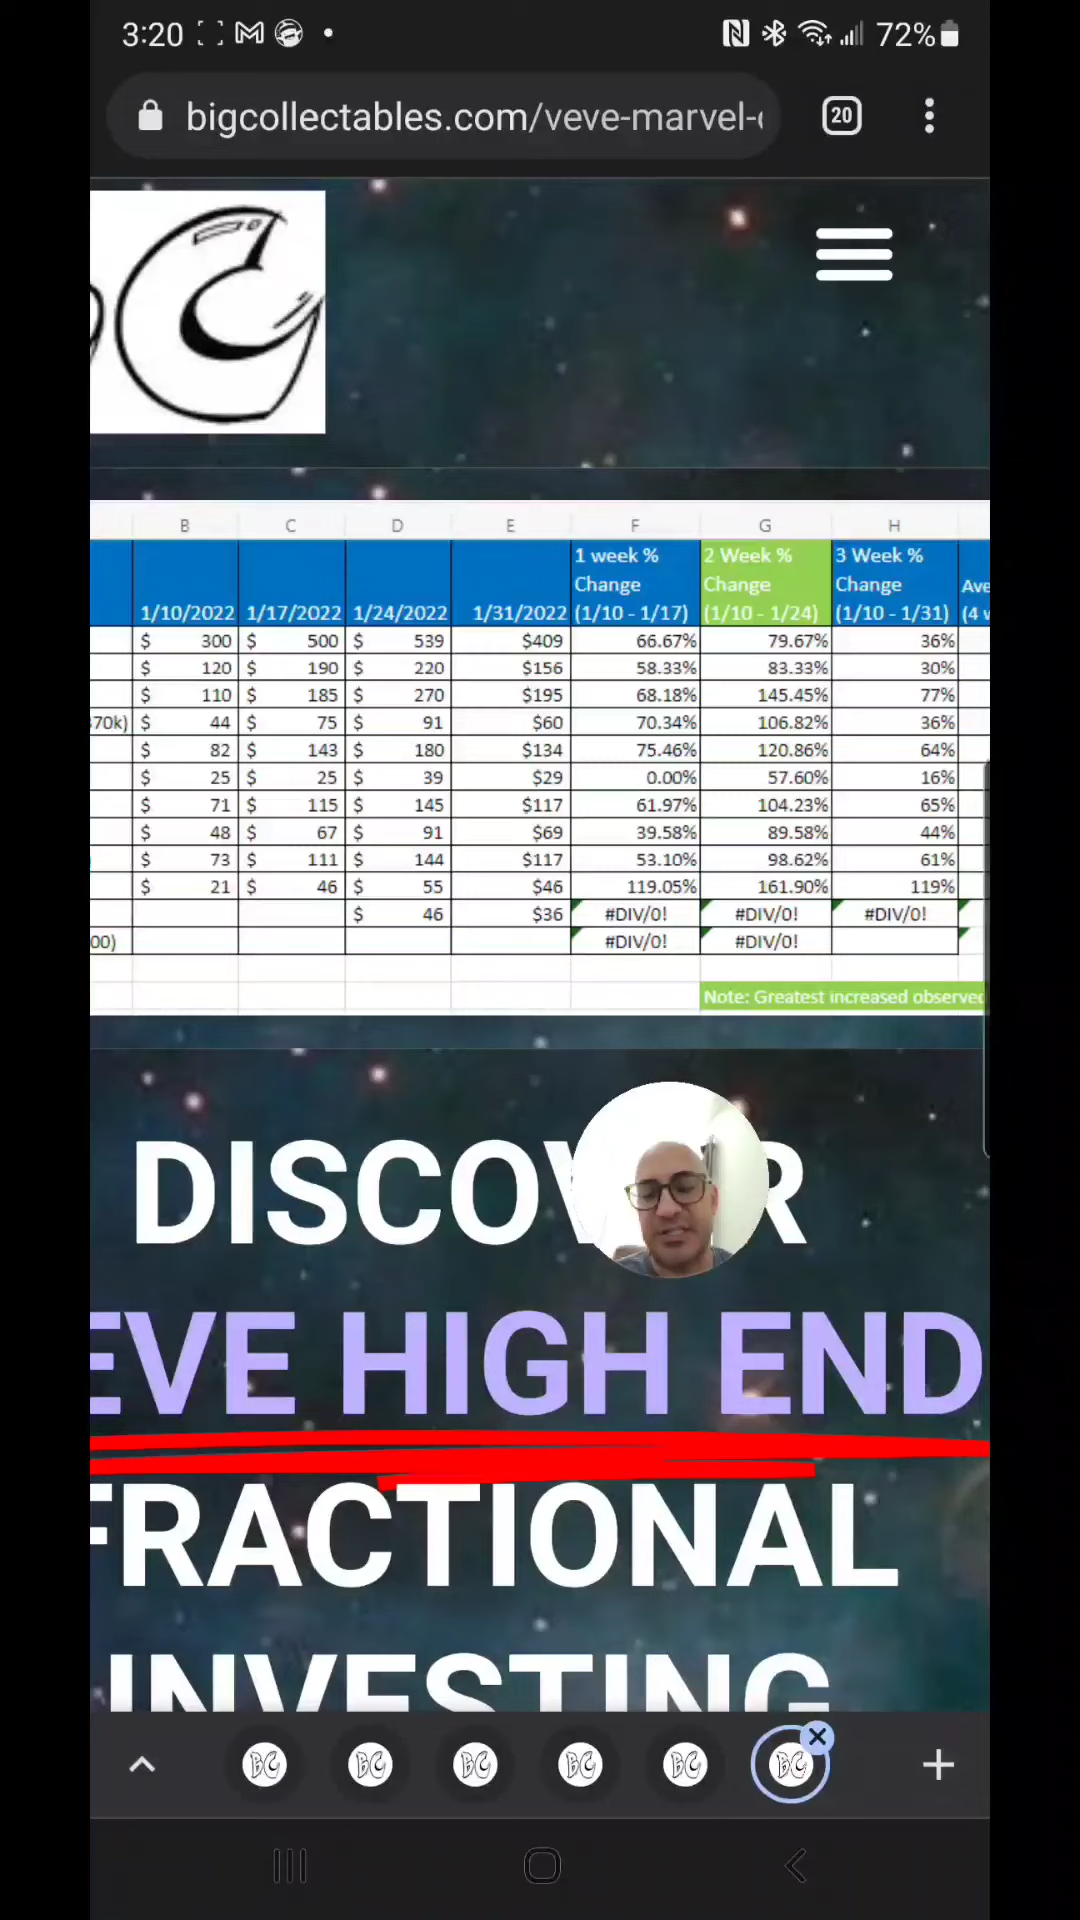 3:20 72%
bigcollectables.com/veve-marvel- 20
B C D E F G H
1 week % 2 Week % 3 Week %
Change Change Change Ave
1/10/2022 1/17/2022 1/24/2022 1/31/2022 (1/10 - 1/17) (1/10 - 1/24) (1/10 - 1/31) (4 w
$ 300 $ 500 $ 539 $409 66.67% 79.67% 36%
$ 120 $ 190 $ 220 $156 58.33% 83.33% 30%
$ 110 $ 185 $ 270 $195 68.18% 145.45% 77%
70k) $ 44 $ 75 $ 91 $60 70.34% 106.82% 36%
$ 82 $ 143 $ 180 $134 75.46% 120.86% 64%
$ 25 $ 25 $ 39 $29 0.00% 57.60% 16%
$ 71 $ 115 $ 145 $117 61.97% 104.23% 65%
$ 48 $ 67 $ 91 $69 39.58% 89.58% 44%
$ 73 $ 111 $ 144 $117 53.10% 98.62% 61%
$ 21 $ 46 $ 55 $46 119.05% 161.90% 119%
$ 46 $36 #DIV/0! #DIV/0! #DIV/0!
00) #DIV/0! #DIV/0!
Note: Greatest increased observed
DISCOV R
EVE HIGH END
FRACTIONAL
INVESTING
BC BC BC BC BC BC